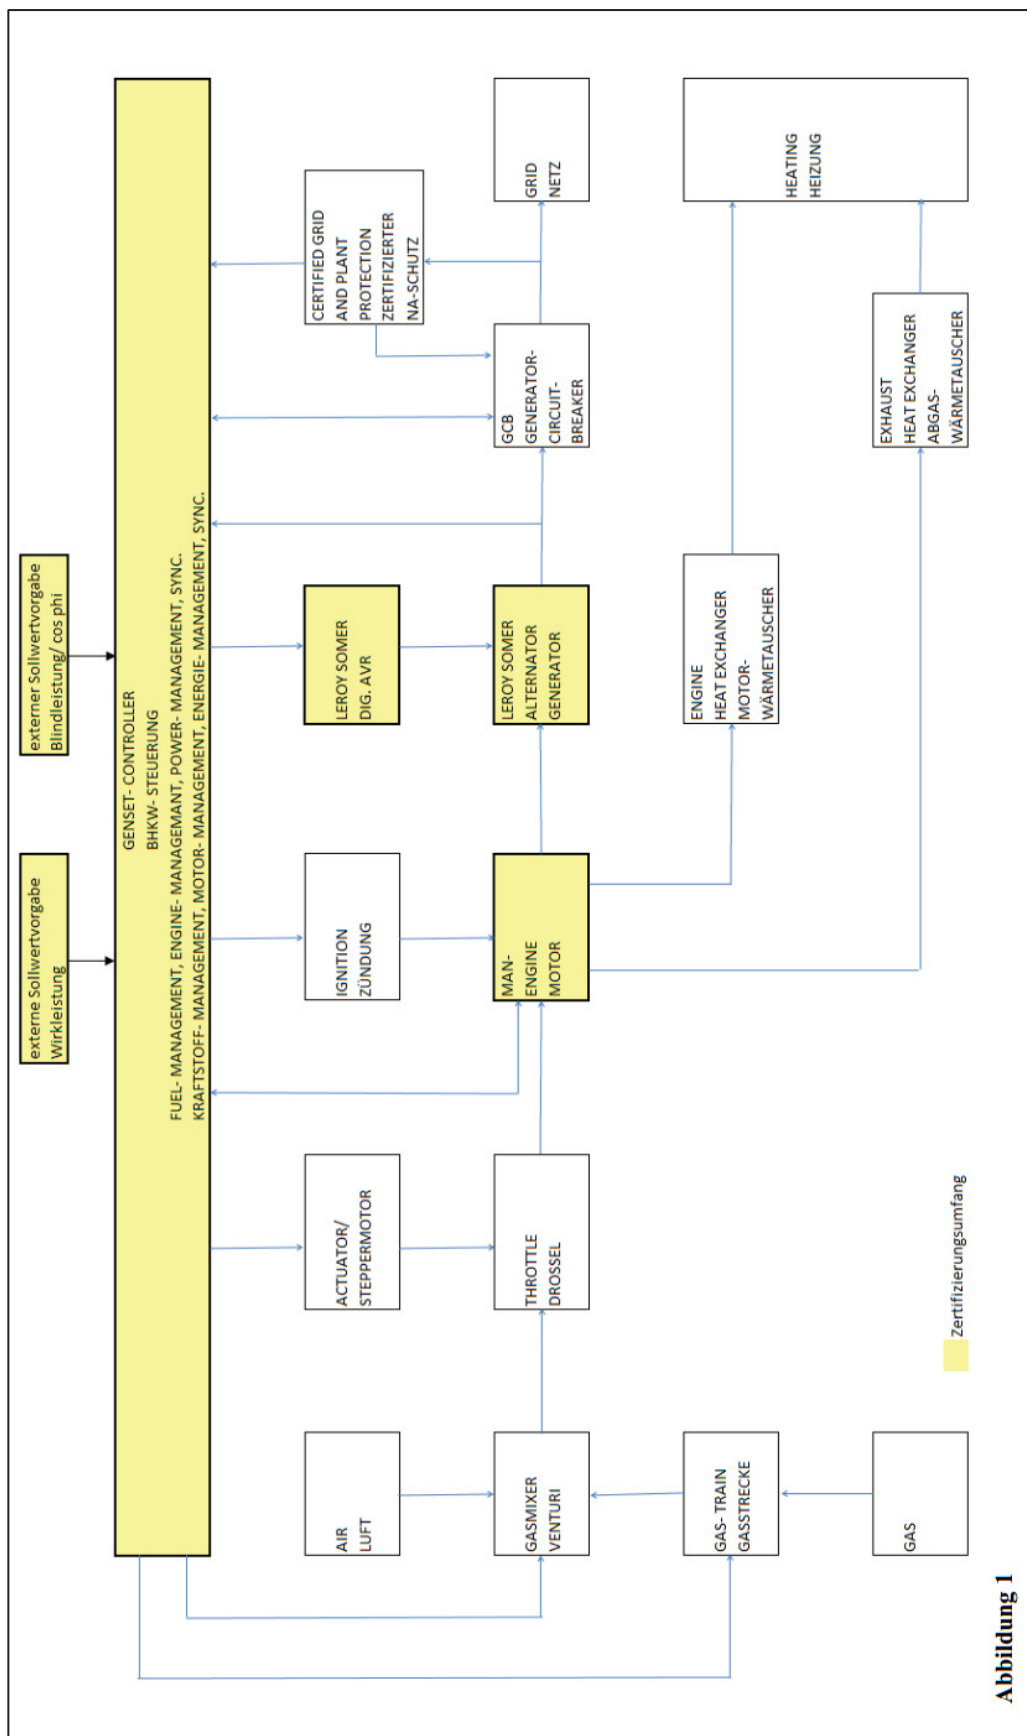 externe Sollwertvorgabe
Wirkleistung
externer Sollwertvorgabe
Blindleistung/ cos phi
GENSET- CONTROLLER
BHKW- STEUERUNG
FUEL- MANAGEMENT, ENGINE- MANAGEMANT, POWER- MANAGEMENT, SYNC.
KRAFTSTOFF- MANAGEMENT, MOTOR- MANAGEMENT, ENERGIE- MANAGEMENT, SYNC.
AIR
LUFT
ACTUATOR/
STEPPERMOTOR
IGNITION
ZÜNDUNG
LEROY SOMER
DIG. AVR
CERTIFIED GRID
AND PLANT
PROTECTION
ZERTIFIZIERTER
NA-SCHUTZ
GASMIXER
VENTURI
THROTTLE
DROSSEL
MAN-
ENGINE
MOTOR
LEROY SOMER
ALTERNATOR
GENERATOR
GCB
GENERATOR-
CIRCUIT-
BREAKER
GRID
NETZ
GAS- TRAIN
GASSTRECKE
ENGINE
HEAT EXCHANGER
MOTOR-
WÄRMETAUSCHER
HEATING
HEIZUNG
GAS
EXHAUST
HEAT EXCHANGER
ABGAS-
WÄRMETAUSCHER
Zertifizierungsumfang
Abbildung 1